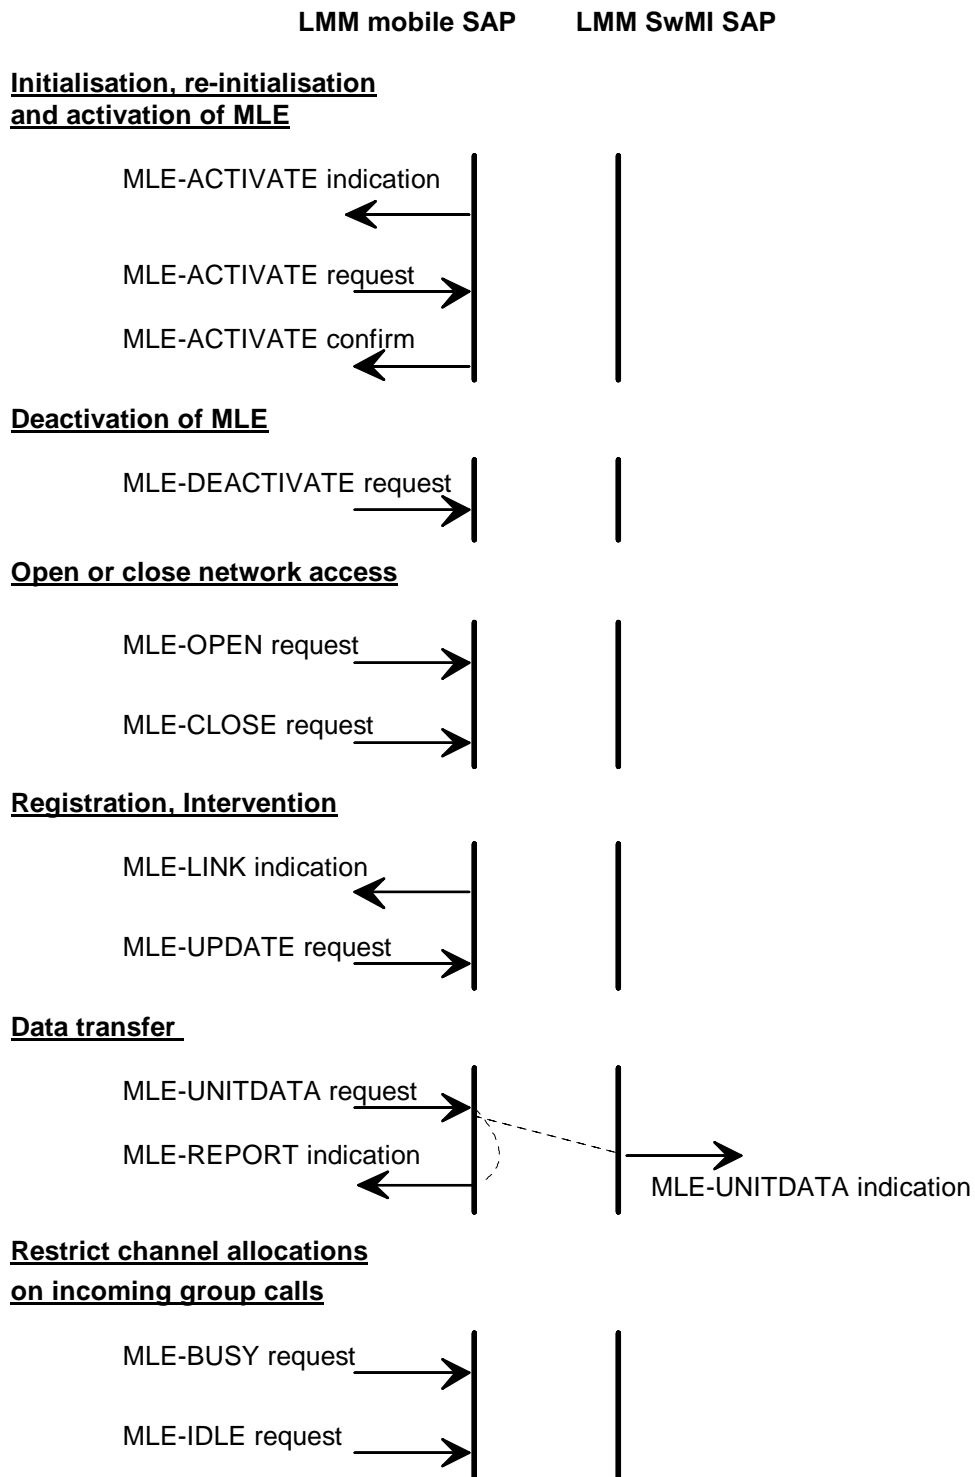 LMM mobile SAP LMM SwMI SAP
Initialisation, re-initialisation
and activation of MLE
MLE-ACTIVATE indication
MLE-ACTIVATE request
MLE-ACTIVATE confirm
Deactivation of MLE
MLE-DEACTIVATE request
Open or close network access
MLE-OPEN request
MLE-CLOSE request
Registration, Intervention
MLE-LINK indication
MLE-UPDATE request
Data transfer
MLE-UNITDATA request
MLE-REPORT indication
MLE-UNITDATA indication
Restrict channel allocations
on incoming group calls
MLE-BUSY request
MLE-IDLE request